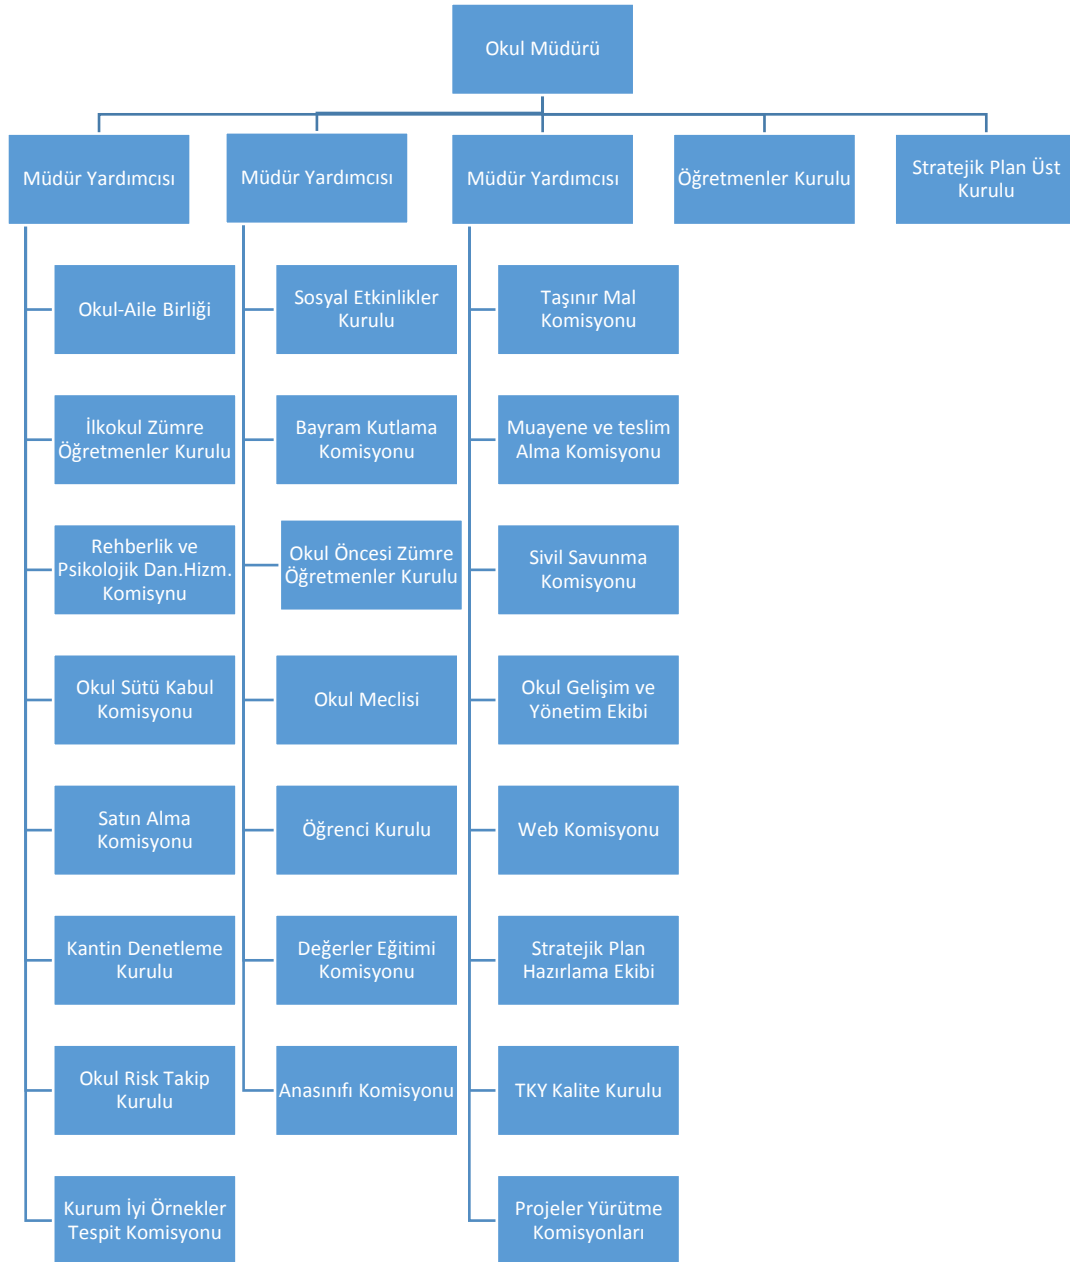 Okul Müdürü
Müdür Yardımcısı
Müdür Yardımcısı
Müdür Yardımcısı
Öğretmenler Kurulu
Stratejik Plan Üst
Kurulu
Okul-Aile Birliği
İlkokul Zümre
Öğretmenler Kurulu
Rehberlik ve
Psikolojik Dan.Hizm.
Komisynu
Okul Sütü Kabul
Komisyonu
Satın Alma
Komisyonu
Kantin Denetleme
Kurulu
Okul Risk Takip
Kurulu
Kurum İyi Örnekler
Tespit Komisyonu
Sosyal Etkinlikler
Kurulu
Bayram Kutlama
Komisyonu
Okul Öncesi Zümre
Öğretmenler Kurulu
Okul Meclisi
Öğrenci Kurulu
Değerler Eğitimi
Komisyonu
Anasınıfı Komisyonu
Taşınır Mal
Komisyonu
Muayene ve teslim
Alma Komisyonu
Sivil Savunma
Komisyonu
Okul Gelişim ve
Yönetim Ekibi
Web Komisyonu
Stratejik Plan
Hazırlama Ekibi
TKY Kalite Kurulu
Projeler Yürütme
Komisyonları